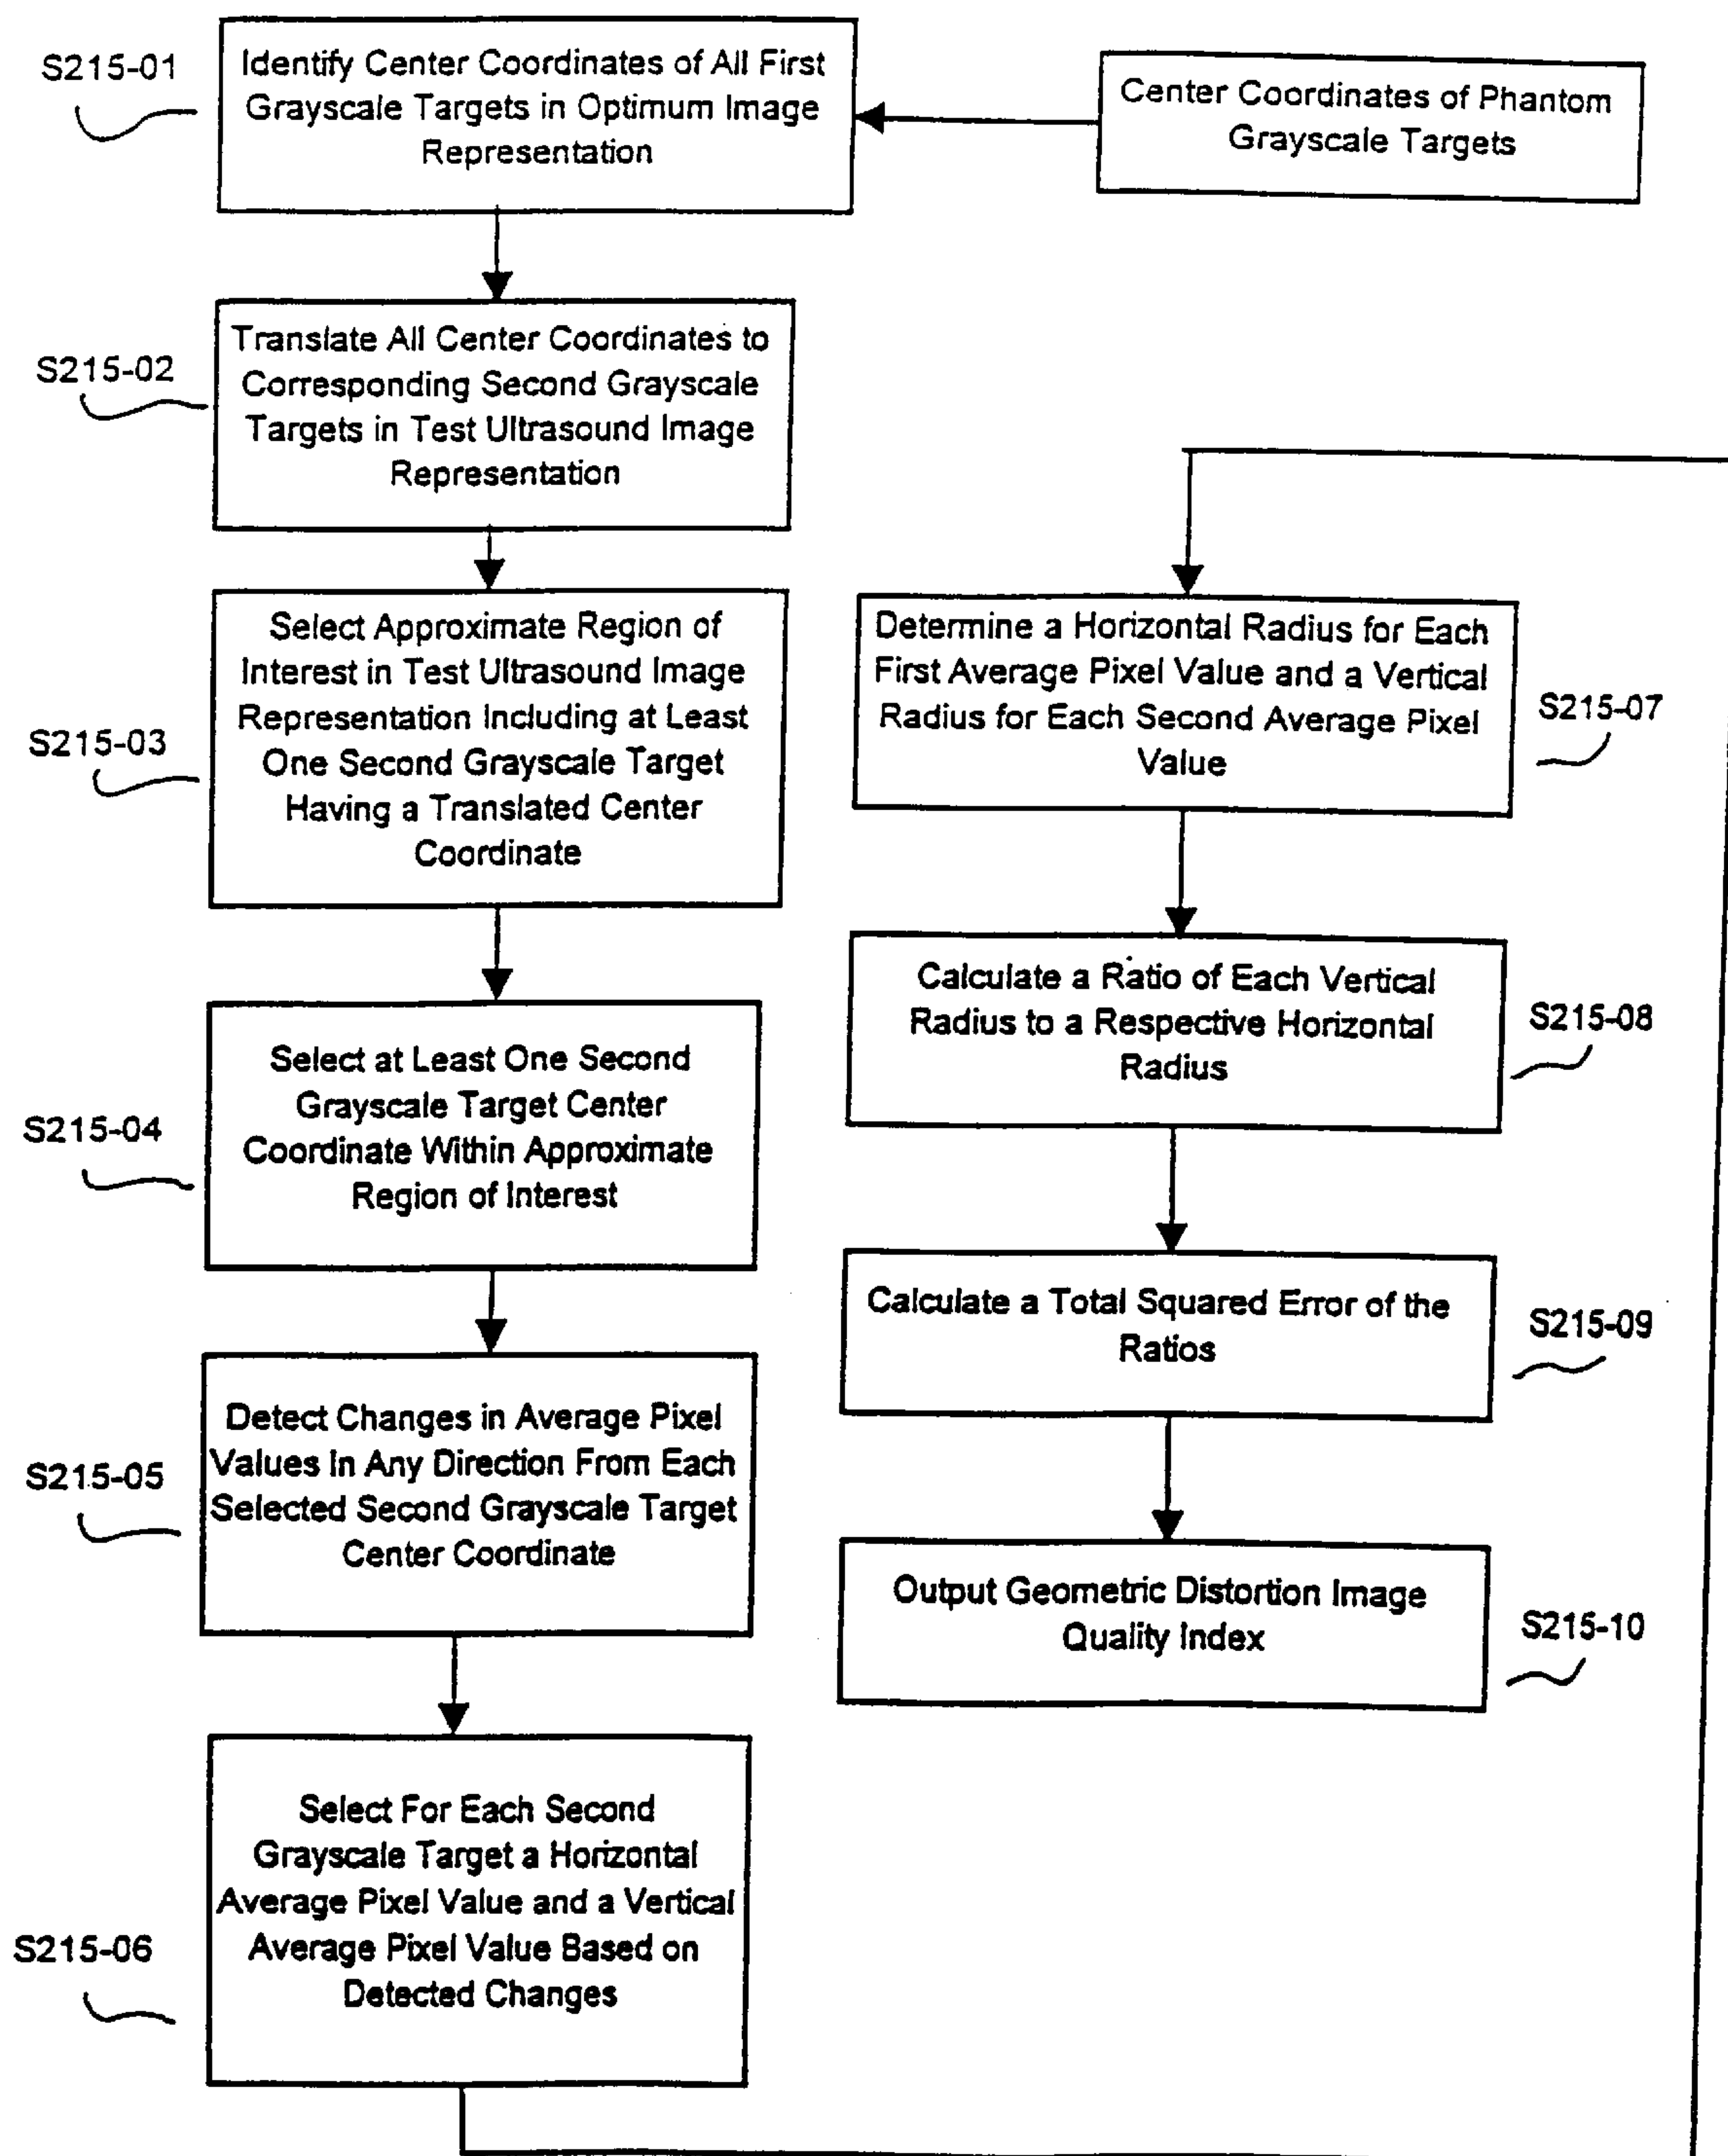 S215-01
Identify Center Coordinates of All First
Grayscale Targets in Optimum Image
Representation
Center Coordinates of Phantom
Grayscale Targets
S215-02
Translate All Center Coordinates to
Corresponding Second Grayscale
Targets in Test Ultrasound Image
Representation
S215-03
Select Approximate Region of
Interest in Test Ultrasound Image
Representation Including at Least
One Second Grayscale Target
Having a Translated Center
Coordinate
S215-04
Select at Least One Second
Grayscale Target Center
Coordinate Within Approximate
Region of Interest
S215-05
Detect Changes in Average Pixel
Values In Any Direction From Each
Selected Second Grayscale Target
Center Coordinate
S215-06
Select For Each Second
Grayscale Target a Horizontal
Average Pixel Value and a Vertical
Average Pixel Value Based on
Detected Changes
Determine a Horizontal Radius for Each
First Average Pixel Value and a Vertical
Radius for Each Second Average Pixel
Value
S215-07
Calculate a Ratio of Each Vertical
Radius to a Respective Horizontal
Radius
S215-08
Calculate a Total Squared Error of the
Ratios
S215-09
Output Geometric Distortion Image
Quality Index
S215-10